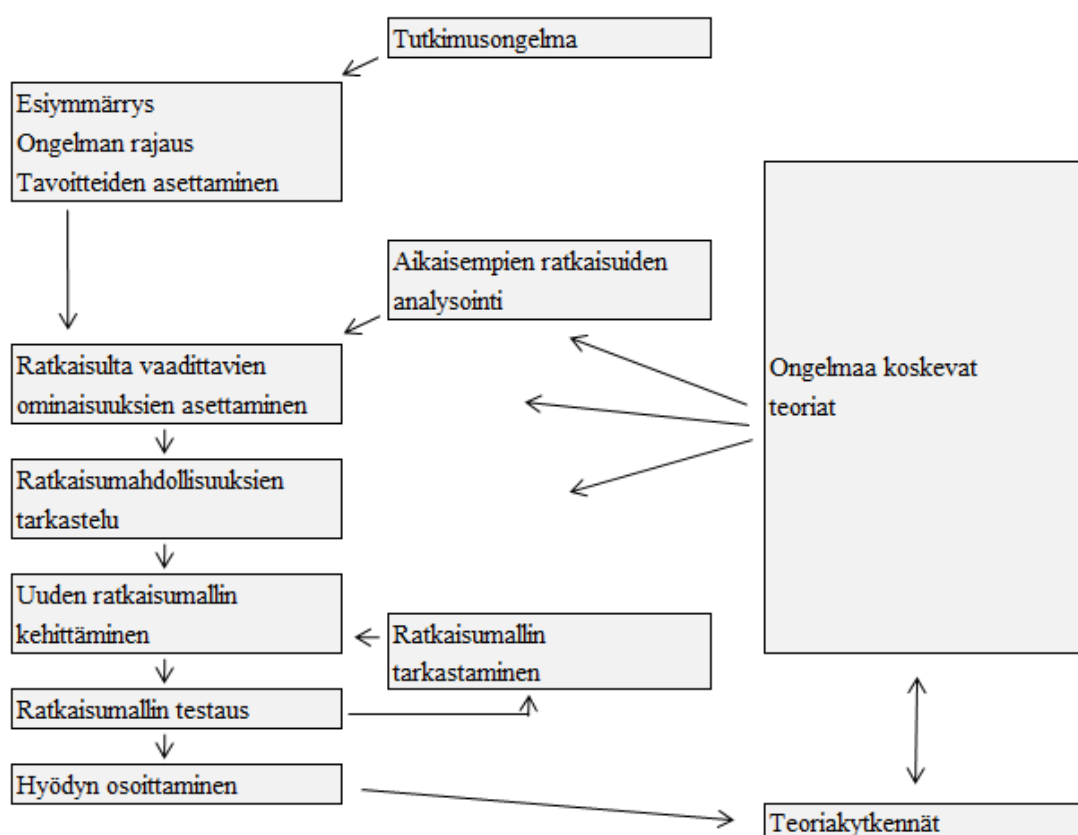 Tutkimusongelma
Esiymmärrys
Ongelman rajaus
Tavoitteiden asettaminen
Aikaisempien ratkaisuiden
analysointi
Ratkaisulta vaadittavien
ominaisuuksien asettaminen
Ongelmaa koskevat
teoriat
Ratkaisumahdollisuuksien
tarkastelu
Uuden ratkaisumallin
kehittäminen
Ratkaisumallin
tarkastaminen
Ratkaisumallin testaus
Hyödyn osoittaminen
Teoriakytkennät